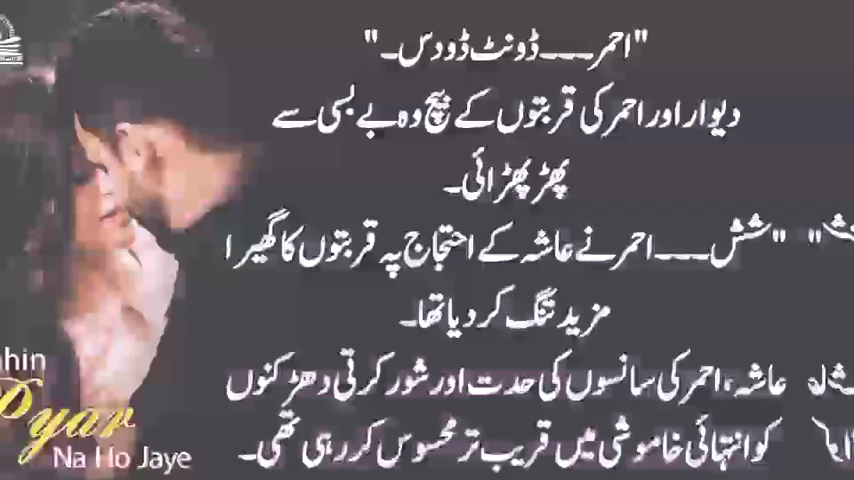 "احمر۔۔۔ڈونٹ ڈو دس۔"
دیوار اور احمر کی قربتوں کے بیچ وہ بے بسی سے
پھڑپھڑائی۔
"شش۔۔۔احمر نے عاشہ کے احتجاج پہ قربتوں کا گھیرا
مزید تنگ کر دیا تھا۔
عاشہ، احمر کی سانسوں کی حدت اور شور کرتی دھڑکنوں
کو انتہائی خاموشی میں قریب تر محسوس کر رہی تھی۔
Pyar
Na Ho Jaye